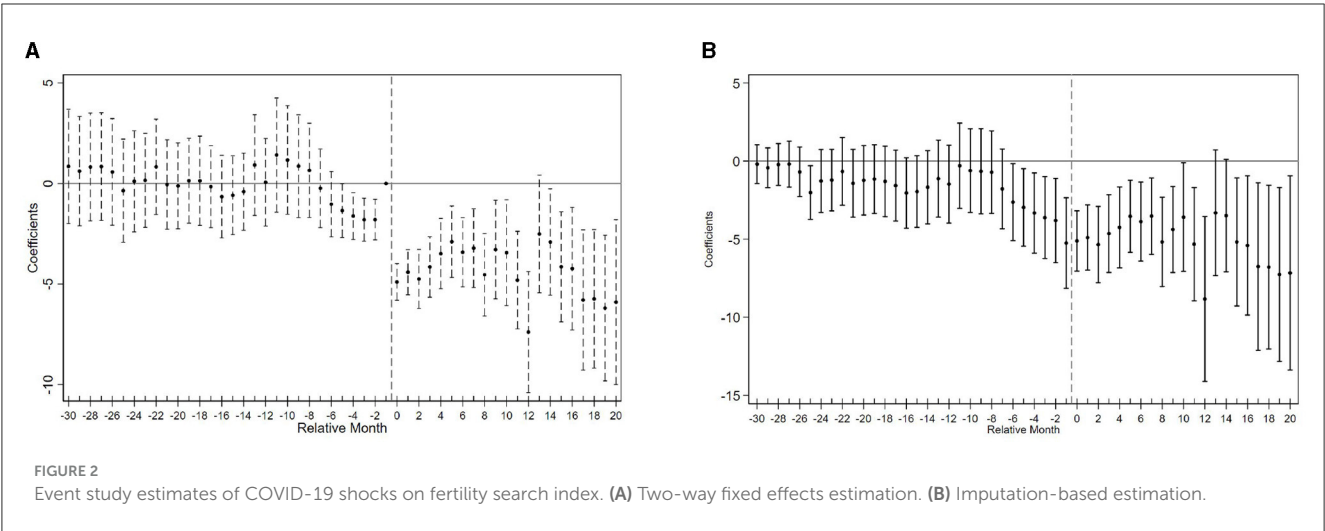 A
B
5
0
-5
-10
Coefficients
-30 -28 -26 -24 -22 -20 -18 -16 -14 -12 -10 -8 -6 -4 -2 0 2 4 6 8 10 12 14 16 18 20
Relative Month
5
0
-5
-10
-15
Coefficients
-30 -28 -26 -24 -22 -20 -18 -16 -14 -12 -10 -8 -6 -4 -2 0 2 4 6 8 10 12 14 16 18 20
Relative Month
FIGURE 2
Event study estimates of COVID-19 shocks on fertility search index. (A) Two-way fixed effects estimation. (B) Imputation-based estimation.